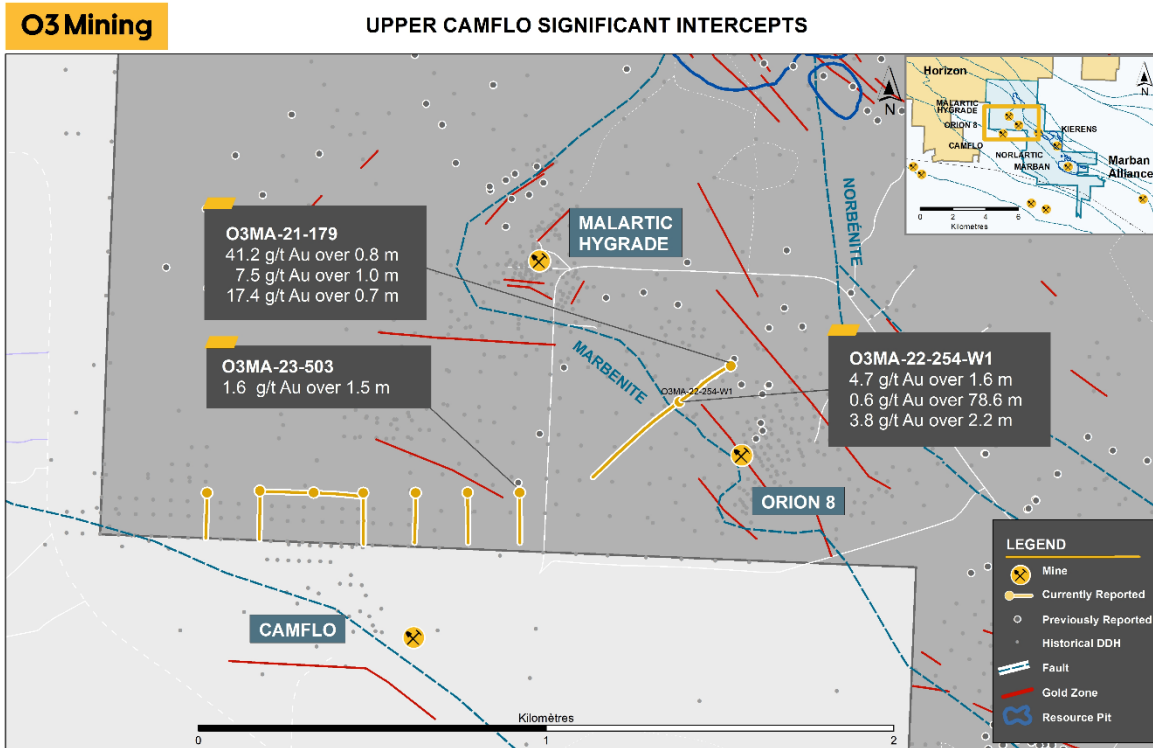 O3 Mining
UPPER CAMFLO SIGNIFICANT INTERCEPTS
Horizon
N
MALARTIC
HYGRADE
ORION 8
CAMFLO
KIERENS
NORLARTIC
MARBAN
Marban
Alliance
0 2 4 6
Kilometres
N
NORBÉNITE
MALARTIC
HYGRADE
O3MA-21-179
41.2 g/t Au over 0.8 m
7.5 g/t Au over 1.0 m
17.4 g/t Au over 0.7 m
O3MA-23-503
1.6 g/t Au over 1.5 m
MARBENITE
O3MA-22-254-W1
O3MA-22-254-W1
4.7 g/t Au over 1.6 m
0.6 g/t Au over 78.6 m
3.8 g/t Au over 2.2 m
ORION 8
CAMFLO
LEGEND
Mine
Currently Reported
Previously Reported
Historical DDH
Fault
Gold Zone
Resource Pit
Kilomètres
0 1 2